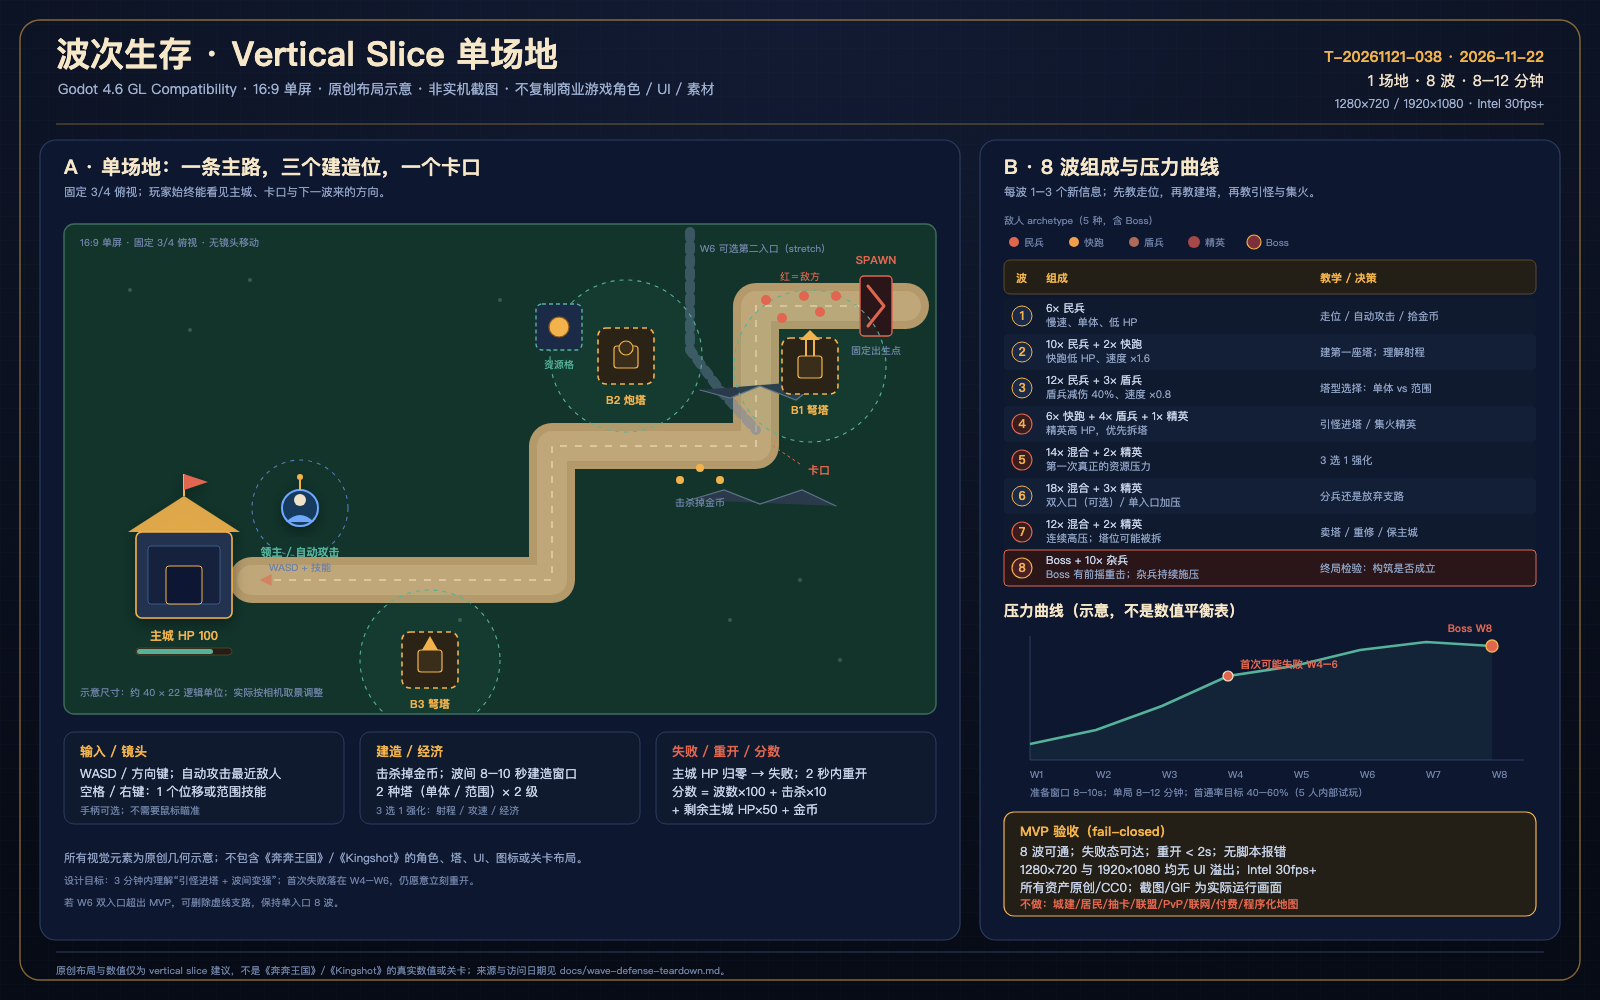 波次生存 · Vertical Slice 单场地
Godot 4.6 GL Compatibility · 16:9 单屏 · 原创布局示意 · 非实机截图 · 不复制商业游戏角色 / UI / 素材
T-20261121-038 · 2026-11-22
1 场地 · 8 波 · 8—12 分钟
1280×720 / 1920×1080 · Intel 30fps+
A · 单场地：一条主路，三个建造位，一个卡口
固定 3/4 俯视；玩家始终能看见主城、卡口与下一波来的方向。
16:9 单屏 · 固定 3/4 俯视 · 无镜头移动
W6 可选第二入口（stretch）
SPAWN
红＝敌方
固定出生点
资源格
B2 炮塔
B1 弩塔
卡口
击杀掉金币
领主 / 自动攻击
WASD + 技能
主城 HP 100
B3 弩塔
示意尺寸：约 40 × 22 逻辑单位；实际按相机取景调整
输入 / 镜头
WASD / 方向键；自动攻击最近敌人
空格 / 右键：1 个位移或范围技能
手柄可选；不需要鼠标瞄准
建造 / 经济
击杀掉金币；波间 8—10 秒建造窗口
2 种塔（单体 / 范围）× 2 级
3 选 1 强化：射程 / 攻速 / 经济
失败 / 重开 / 分数
主城 HP 归零 → 失败；2 秒内重开
分数 = 波数×100 + 击杀×10
+ 剩余主城 HP×50 + 金币
所有视觉元素为原创几何示意；不包含《奔奔王国》/《Kingshot》的角色、塔、UI、图标或关卡布局。
设计目标：3 分钟内理解“引怪进塔 + 波间变强”；首次失败落在 W4—W6，仍愿意立刻重开。
若 W6 双入口超出 MVP，可删除虚线支路，保持单入口 8 波。
B · 8 波组成与压力曲线
每波 1—3 个新信息；先教走位，再教建塔，再教引怪与集火。
敌人 archetype（5 种，含 Boss）
民兵 快跑 盾兵 精英 Boss
波 组成 教学 / 决策
1 6× 民兵
慢速、单体、低 HP
走位 / 自动攻击 / 拾金币
2 10× 民兵 + 2× 快跑
快跑低 HP、速度 ×1.6
建第一座塔；理解射程
3 12× 民兵 + 3× 盾兵
盾兵减伤 40%、速度 ×0.8
塔型选择：单体 vs 范围
4 6× 快跑 + 4× 盾兵 + 1× 精英
精英高 HP，优先拆塔
引怪进塔 / 集火精英
5 14× 混合 + 2× 精英
第一次真正的资源压力
3 选 1 强化
6 18× 混合 + 3× 精英
双入口（可选）/ 单入口加压
分兵还是放弃支路
7 12× 混合 + 2× 精英
连续高压；塔位可能被拆
卖塔 / 重修 / 保主城
8 Boss + 10× 杂兵
Boss 有前摇重击；杂兵持续施压
终局检验：构筑是否成立
压力曲线（示意，不是数值平衡表）
Boss W8
首次可能失败 W4—6
W1 W2 W3 W4 W5 W6 W7 W8
准备窗口 8—10s；单局 8—12 分钟；首通率目标 40—60%（5 人内部试玩）
MVP 验收（fail-closed）
8 波可通；失败态可达；重开 < 2s；无脚本报错
1280×720 与 1920×1080 均无 UI 溢出；Intel 30fps+
所有资产原创/CC0；截图/GIF 为实际运行画面
不做：城建/居民/抽卡/联盟/PvP/联网/付费/程序化地图
原创布局与数值仅为 vertical slice 建议，不是《奔奔王国》/《Kingshot》的真实数值或关卡；来源与访问日期见 docs/wave-defense-teardown.md。